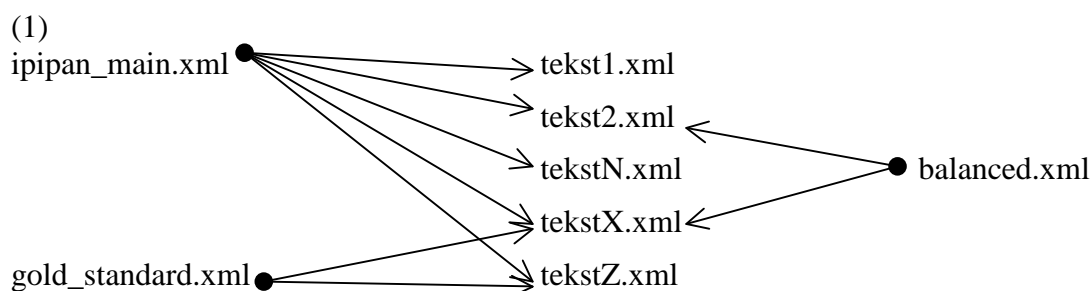 (1)
ipipan_main.xml
tekst1.xml
tekst2.xml
tekstN.xml
balanced.xml
tekstX.xml
gold_standard.xml
tekstZ.xml